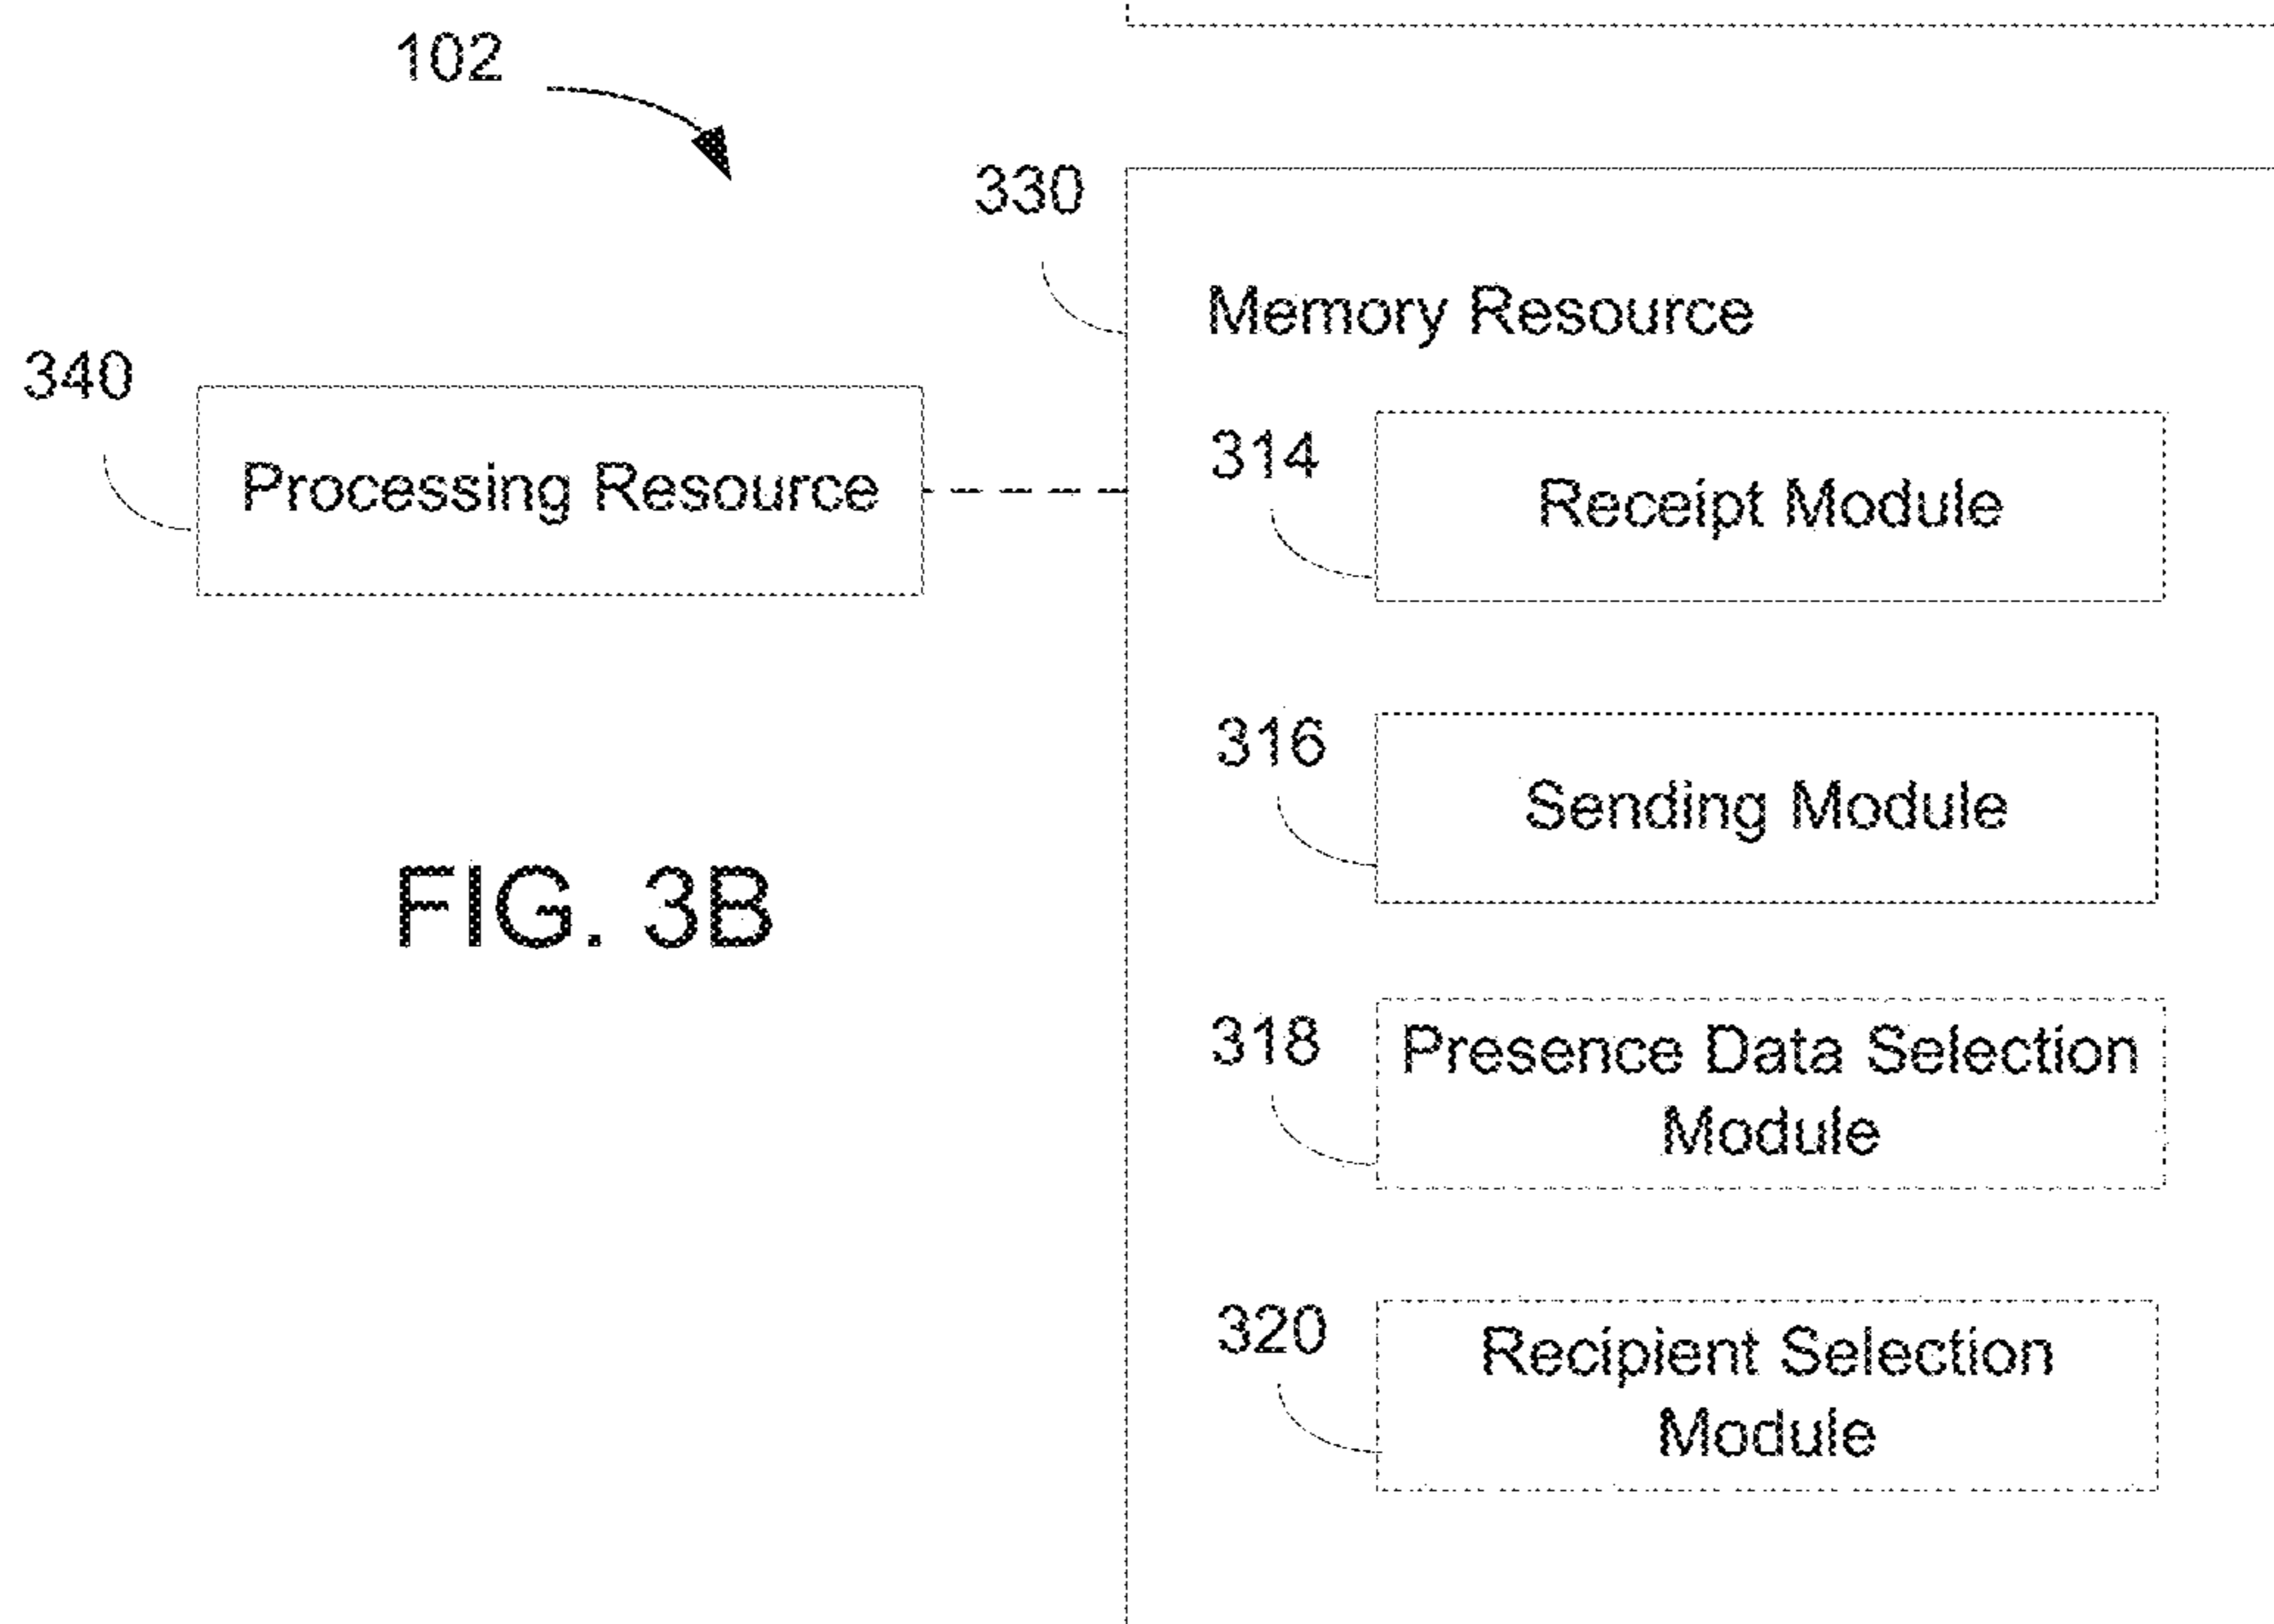 102
330
Memory Resource
340
Processing Resource
314
Receipt Module
316
Sending Module
FIG. 3B
318
Presence Data Selection
Module
320
Recipient Selection
Module